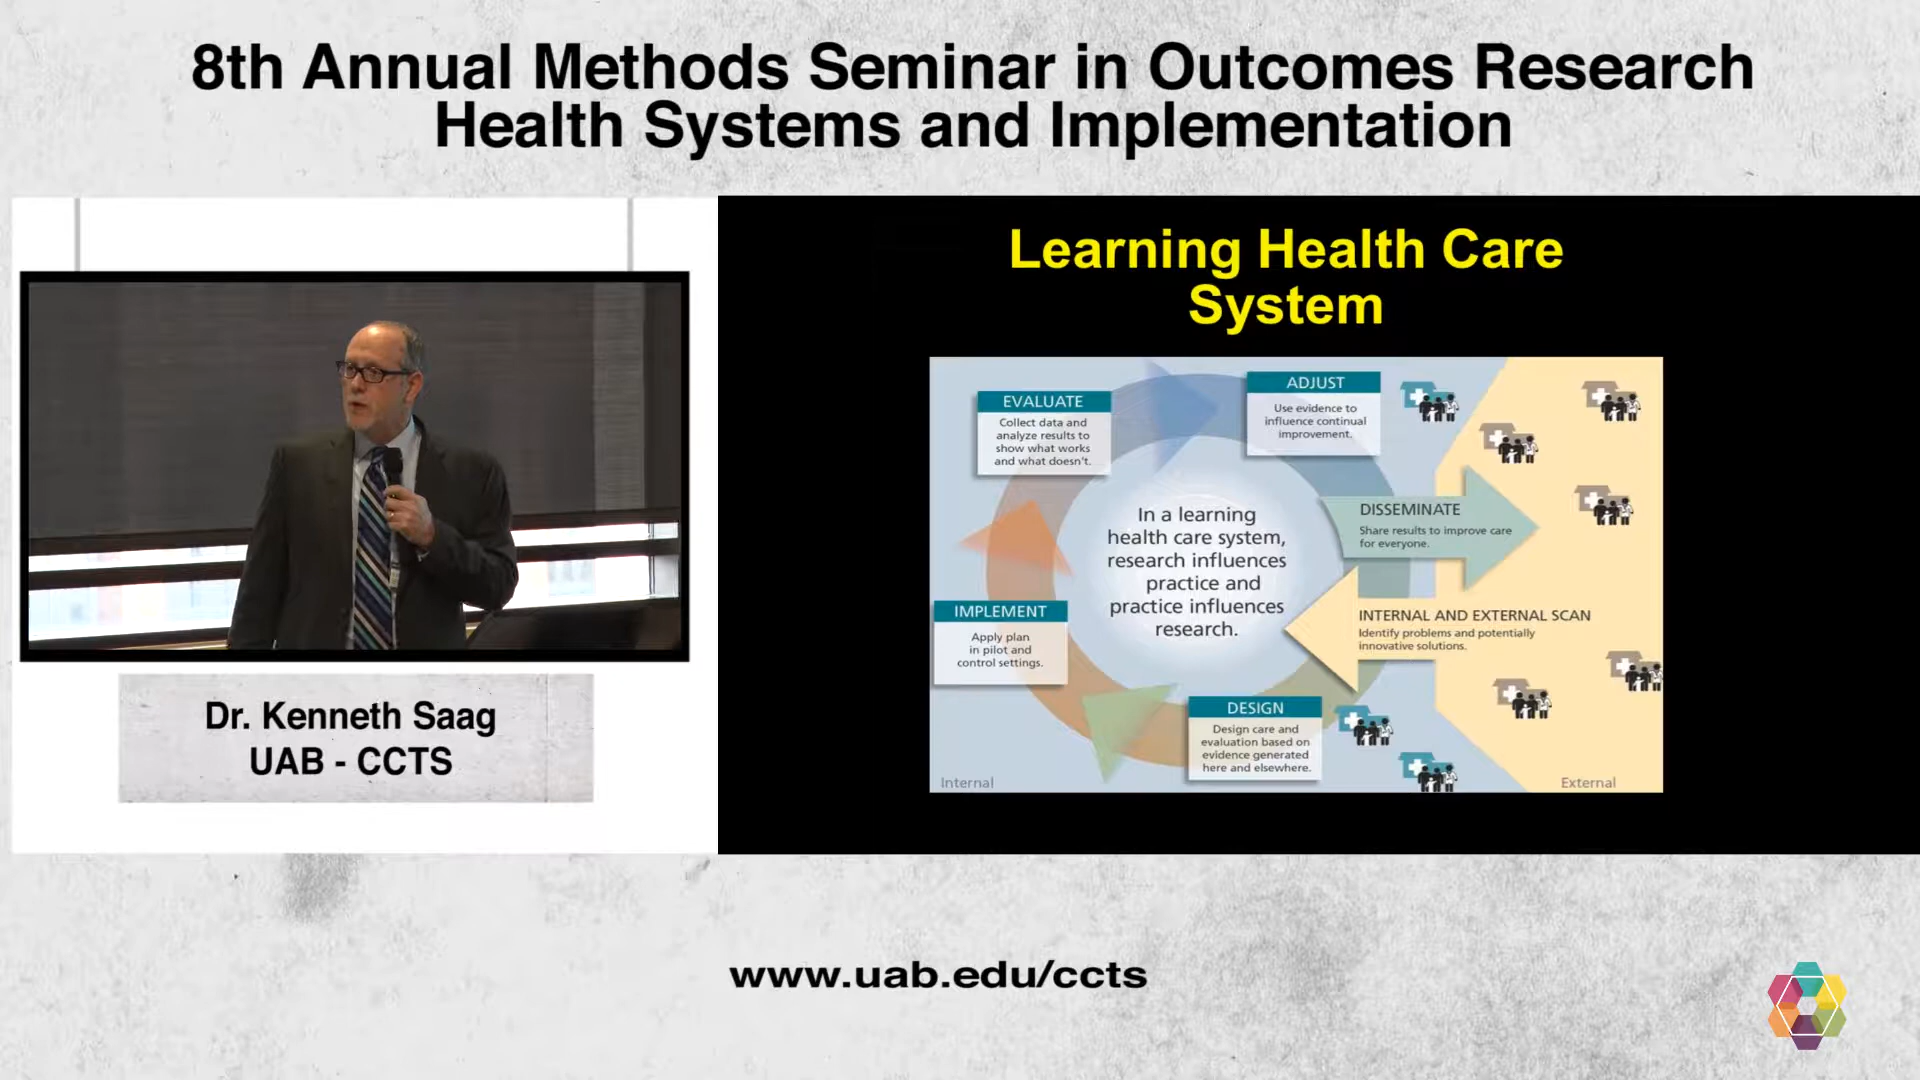 8th Annual Methods Seminar in Outcomes Research
Health Systems and Implementation
Dr. Kenneth Saag
UAB - CCTS
Learning Health Care
System
EVALUATE
Collect data and
analyze results to
show what works
and what doesn't.
ADJUST
Use evidence to
influence continual
improvement.
In a learning
health care system,
research influences
practice and
practice influences
research.
DISSEMINATE
Share results to improve care
for everyone.
INTERNAL AND EXTERNAL SCAN
Identify problems and potentially
innovative solutions.
IMPLEMENT
Apply plan
in pilot and
control settings.
DESIGN
Design care and
evaluation based on
evidence generated
here and elsewhere.
Internal
External
www.uab.edu/ccts